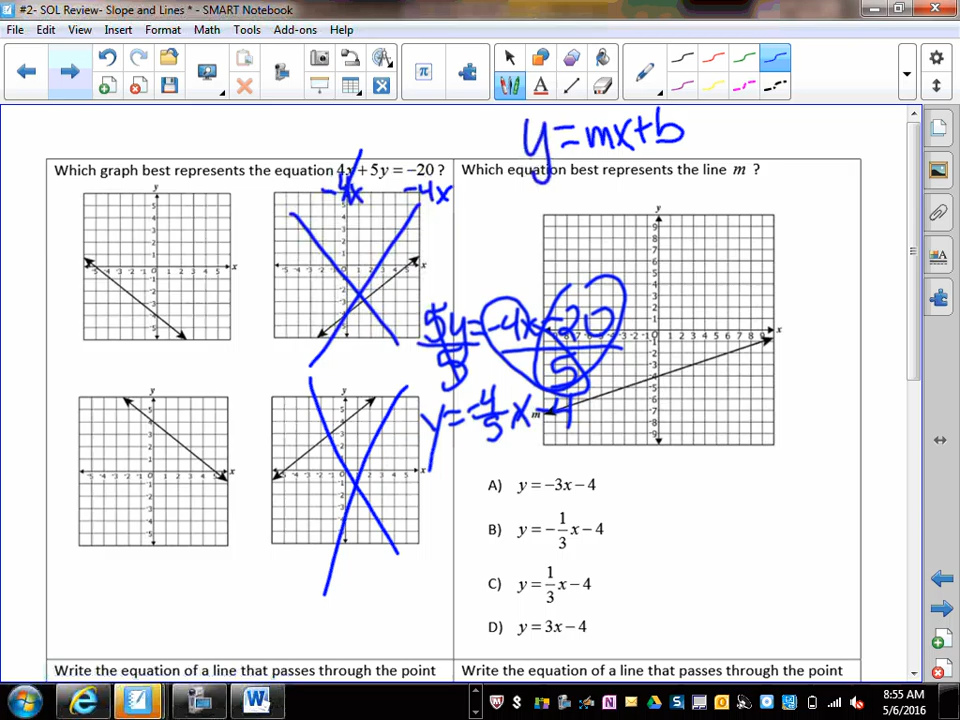 #2- SOL Review- Slope and Lines * - SMART Notebook
File Edit View Insert Format Math Tools Add-ons Help
y=mx+b
Which graph best represents the equation 4y+5y = −20 ?
-4x -4x
5y = -4x-20
5 5
y=-4/5x-4
Which equation best represents the line m ?
m
A) y = −3x − 4
B) y = −1/3x − 4
C) y = 1/3x − 4
D) y = 3x − 4
Write the equation of a line that passes through the point
Write the equation of a line that passes through the point
8:55 AM
5/6/2016